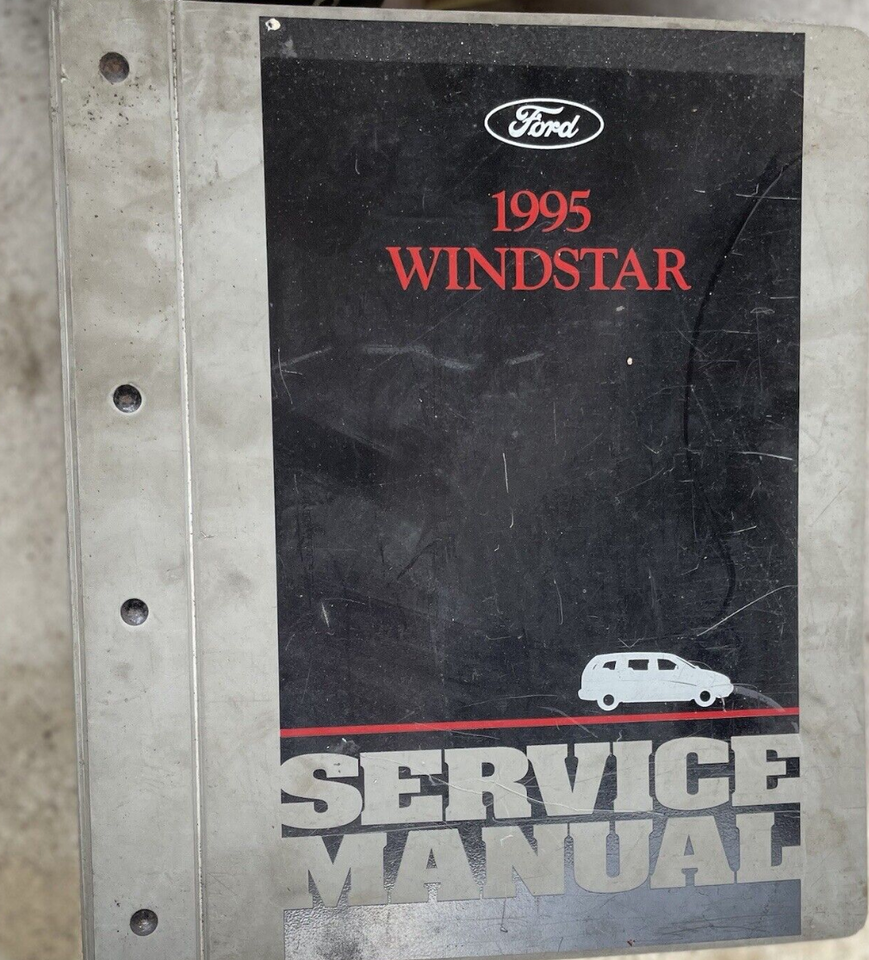 Ford
1995
WINDSTAR
SERVICE
MANUAL